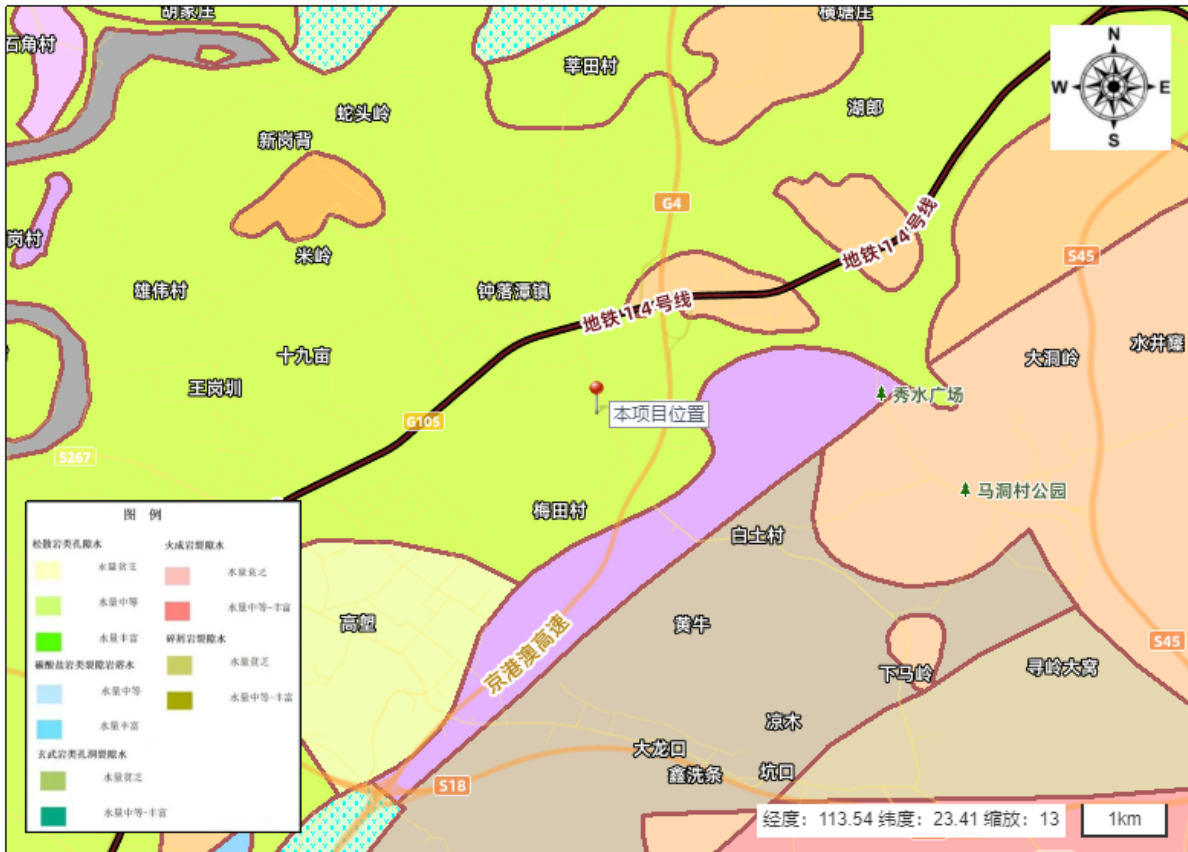 胡家庄
横塘庄
石角村
N
莘田村
W
E
蛇头岭
湖郎
新岗背
S
G4
岗村
地铁14号线
米岭
S45
雄伟村
钟落潭镇
地铁14号线
水井窿
十九亩
大洞岭
王岗圳
秀水广场
本项目位置
G105
S267
马洞村公园
梅田村
白土村
图 例
松散岩类孔隙水
火成岩裂隙水
水量贫乏
水量贫乏
水量中等
水量中等-丰富
高塱
黄牛
水量丰富
碎屑岩裂隙水
京港澳高速
S45
碳酸盐岩类裂隙岩溶水
水量贫乏
下马岭
寻岭大窝
水量中等
水量中等-丰富
水量丰富
凉木
玄武岩类孔洞裂隙水
大龙口
水量贫乏
鑫洗条
坑口
S18
水量中等-丰富
经度：113.54 纬度：23.41 缩放：13
1km